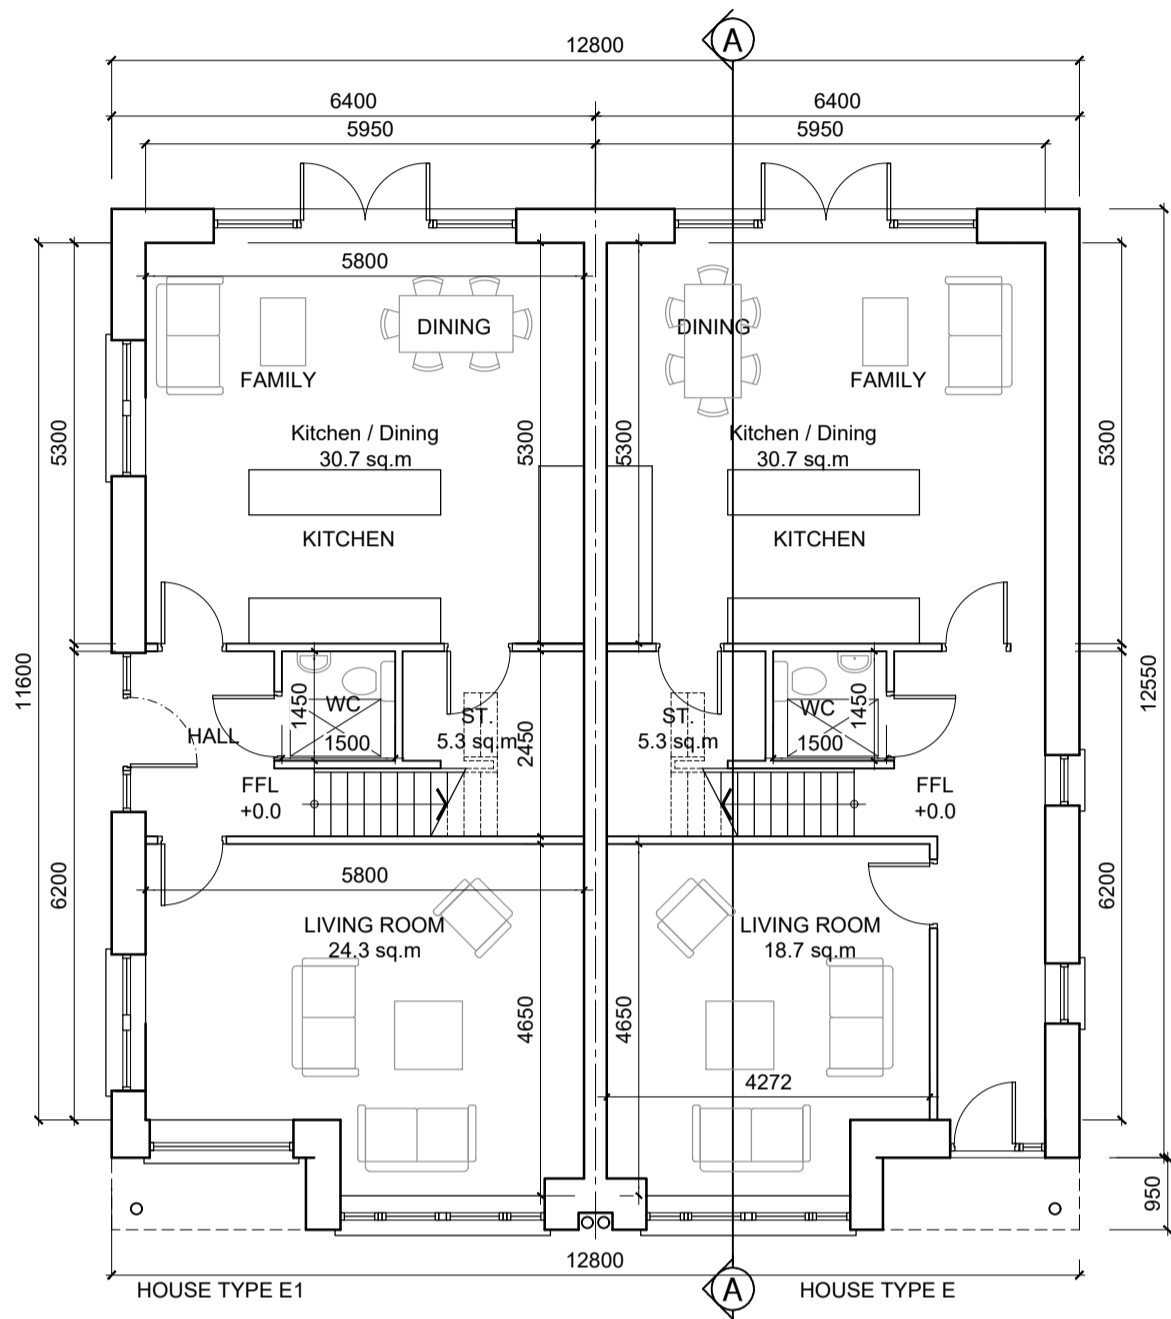 A
12800
6400
6400
5950
5950
5800
DINING
DINING
FAMILY
FAMILY
5300
5300
5300
5300
Kitchen / Dining
30.7 sq.m
Kitchen / Dining
30.7 sq.m
KITCHEN
KITCHEN
11600
12550
1450
WC
1500
ST.
5.3 sq.m
2450
ST.
5.3 sq.m
WC
1450
1500
HALL
FFL
+0.0
FFL
+0.0
6200
6200
5800
LIVING ROOM
24.3 sq.m
LIVING ROOM
18.7 sq.m
4650
4650
4272
950
12800
HOUSE TYPE E1
A
HOUSE TYPE E